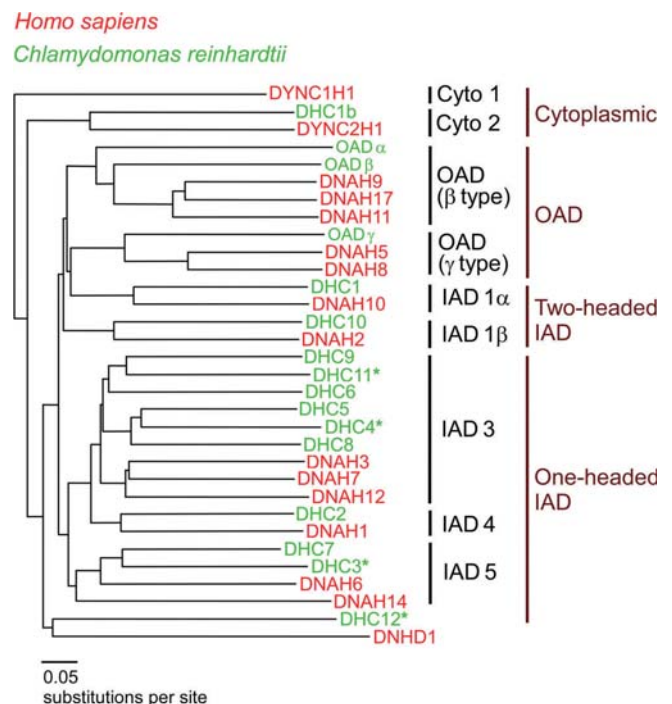 Homo sapiens
Chlamydomonas reinhardtii
DYNC1H1
DHC1b
DYNC2H1
OADα
OADβ
DNAH9
DNAH17
DNAH11
OADγ
DNAH5
DNAH8
DHC1
DNAH10
DHC10
DNAH2
DHC9
DHC11*
DHC6
DHC5
DHC4*
DHC8
DNAH3
DNAH7
DNAH12
DHC2
DNAH1
DHC7
DHC3*
DNAH6
DNAH14
DHC12*
DNHD1
Cyto 1
Cyto 2
OAD
(β type)
OAD
(γ type)
IAD 1α
IAD 1β
IAD 3
IAD 4
IAD 5
Cytoplasmic
OAD
Two-headed
IAD
One-headed
IAD
0.05
substitutions per site